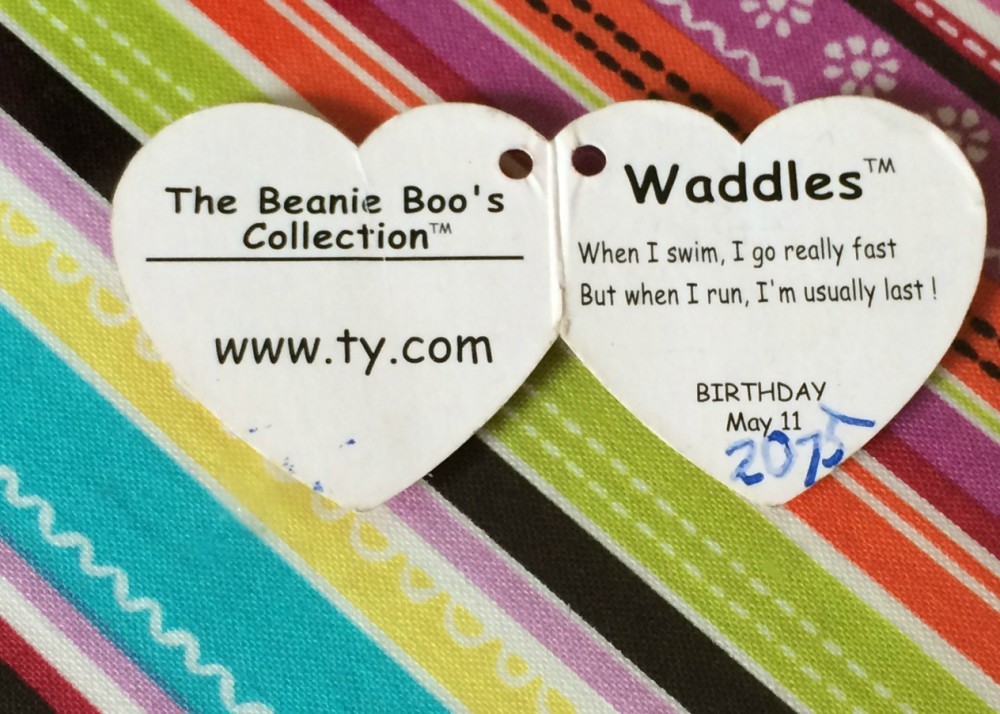 The Beanie Boo's
Collection™
www.ty.com
Waddles™
When I swim, I go really fast
But when I run, I'm usually last !
BIRTHDAY
May 11
2075